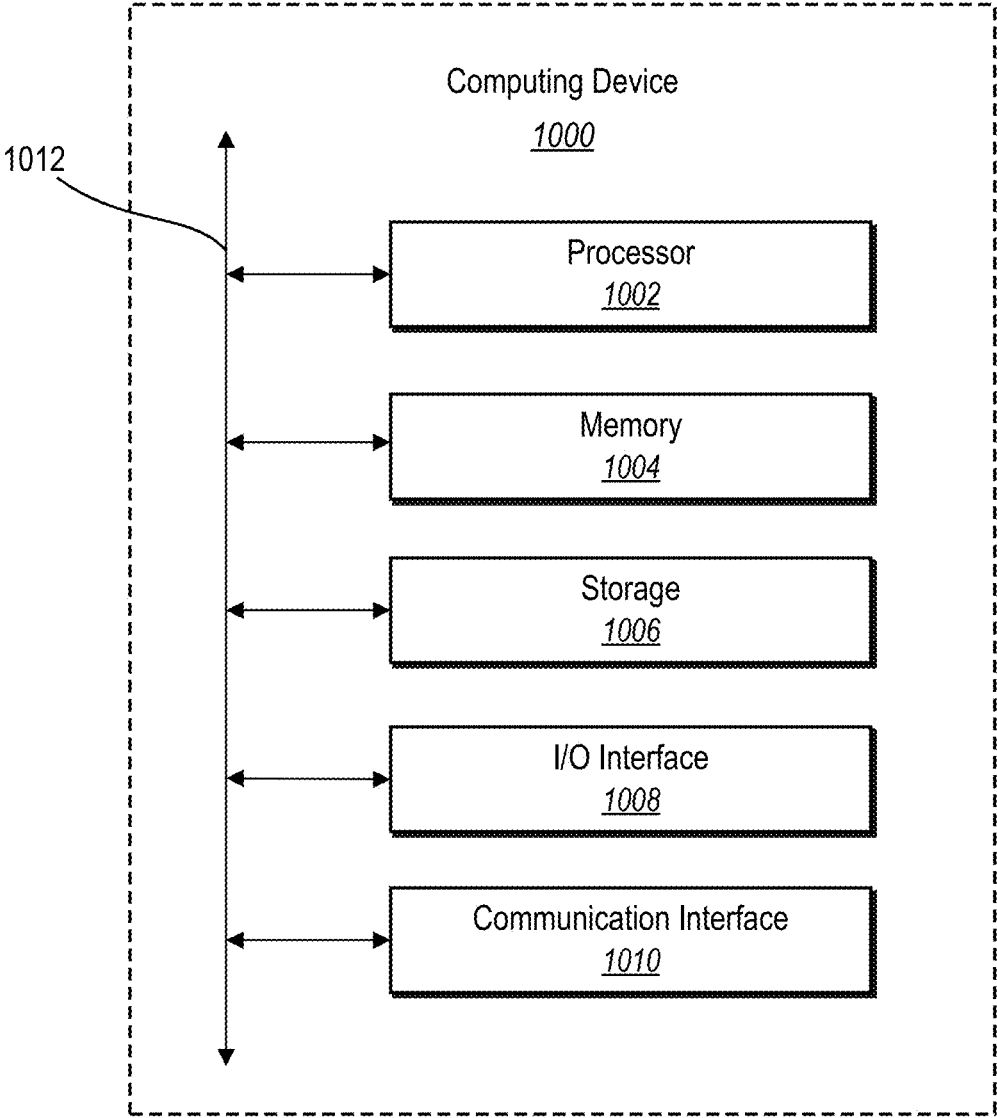 Computing Device
1000
1012
Processor
1002
Memory
1004
Storage
1006
I/O Interface
1008
Communication Interface
1010